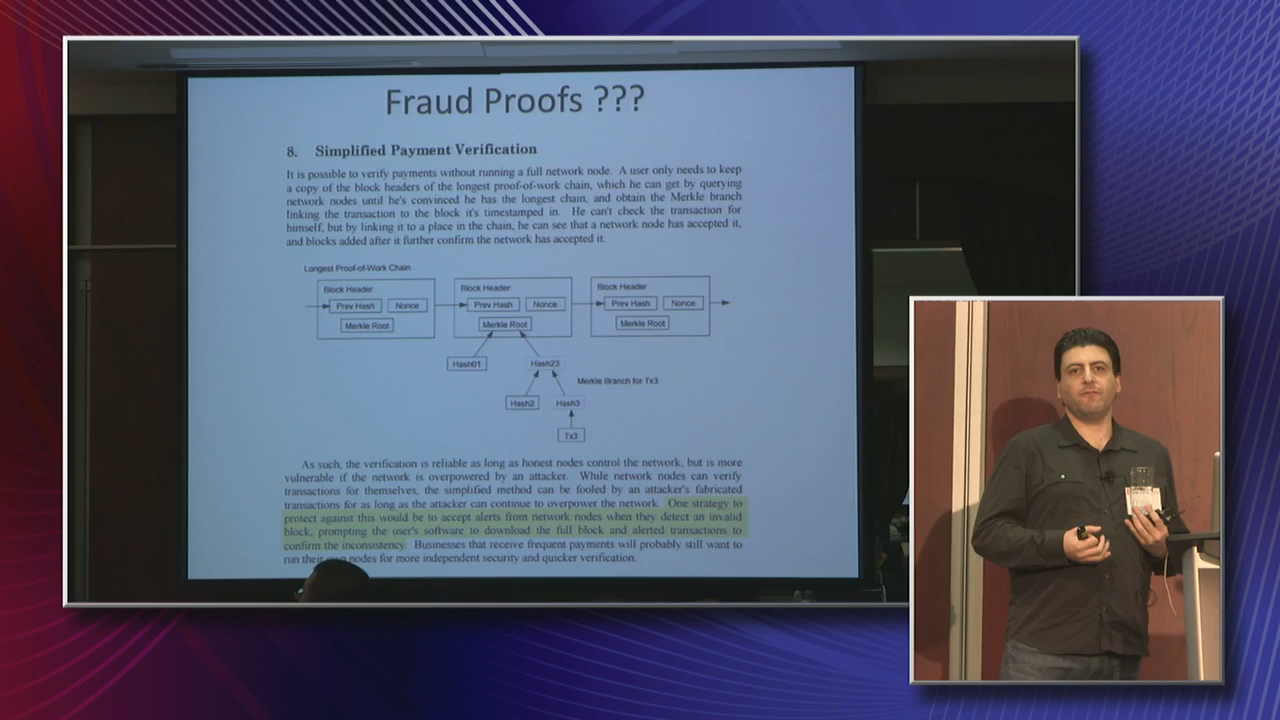 Fraud Proofs ???
8. Simplified Payment Verification
It is possible to verify payments without running a full network node. A user only needs to keep
a copy of the block headers of the longest proof-of-work chain, which he can get by querying
network nodes until he's convinced he has the longest chain, and obtain the Merkle branch
linking the transaction to the block it's timestamped in. He can't check the transaction for
himself, but by linking it to a place in the chain, he can see that a network node has accepted it,
and blocks added after it further confirm the network has accepted it.
Longest Proof-of-Work Chain
Block Header Block Header Block Header
Prev Hash Nonce Prev Hash Nonce Prev Hash Nonce
Merkle Root Merkle Root Merkle Root
Hash01 Hash23
Merkle Branch for Tx3
Hash2 Hash3
Tx3
As such, the verification is reliable as long as honest nodes control the network, but is more
vulnerable if the network is overpowered by an attacker. While network nodes can verify
transactions for themselves, the simplified method can be fooled by an attacker's fabricated
transactions for as long as the attacker can continue to overpower the network. One strategy to
protect against this would be to accept alerts from network nodes when they detect an invalid
block, prompting the user's software to download the full block and alerted transactions to
confirm the inconsistency. Businesses that receive frequent payments will probably still want to
run their own nodes for more independent security and quicker verification.